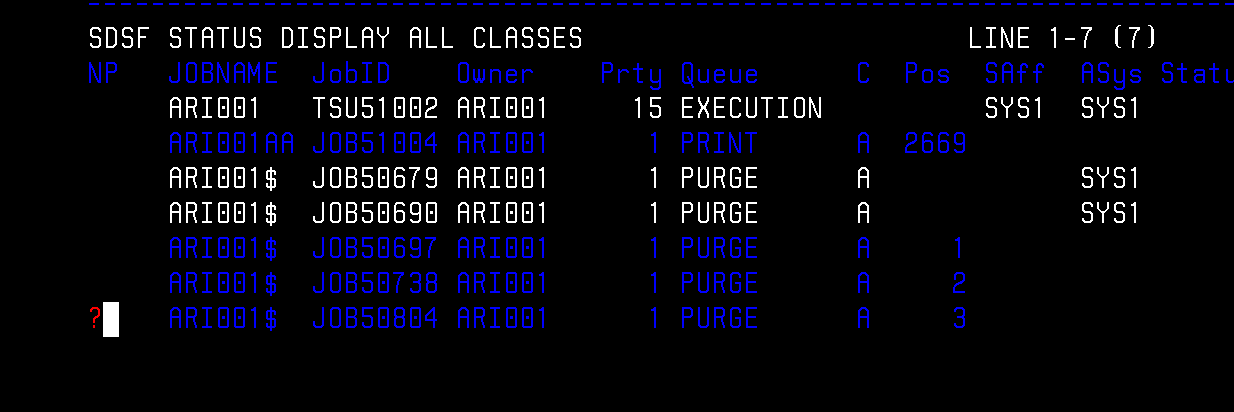 SDSF STATUS DISPLAY ALL CLASSES LINE 1-7 (7)
NP JOBNAME JobID Owner Prty Queue C Pos SAff ASys Statu
ARI001 TSU51002 ARI001 15 EXECUTION SYS1 SYS1
ARI001AA JOB51004 ARI001 1 PRINT A 2669
ARI001$ JOB50679 ARI001 1 PURGE A SYS1
ARI001$ JOB50690 ARI001 1 PURGE A SYS1
ARI001$ JOB50697 ARI001 1 PURGE A 1
ARI001$ JOB50738 ARI001 1 PURGE A 2
? ARI001$ JOB50804 ARI001 1 PURGE A 3